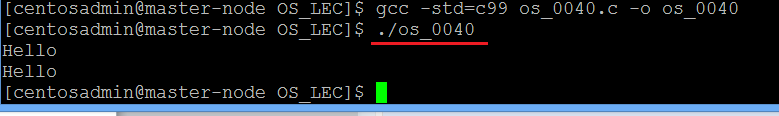 [centosadmin@master-node OS_LEC]$ gcc -std=c99 os_0040.c -o os_0040
[centosadmin@master-node OS_LEC]$ ./os_0040
Hello
Hello
[centosadmin@master-node OS_LEC]$